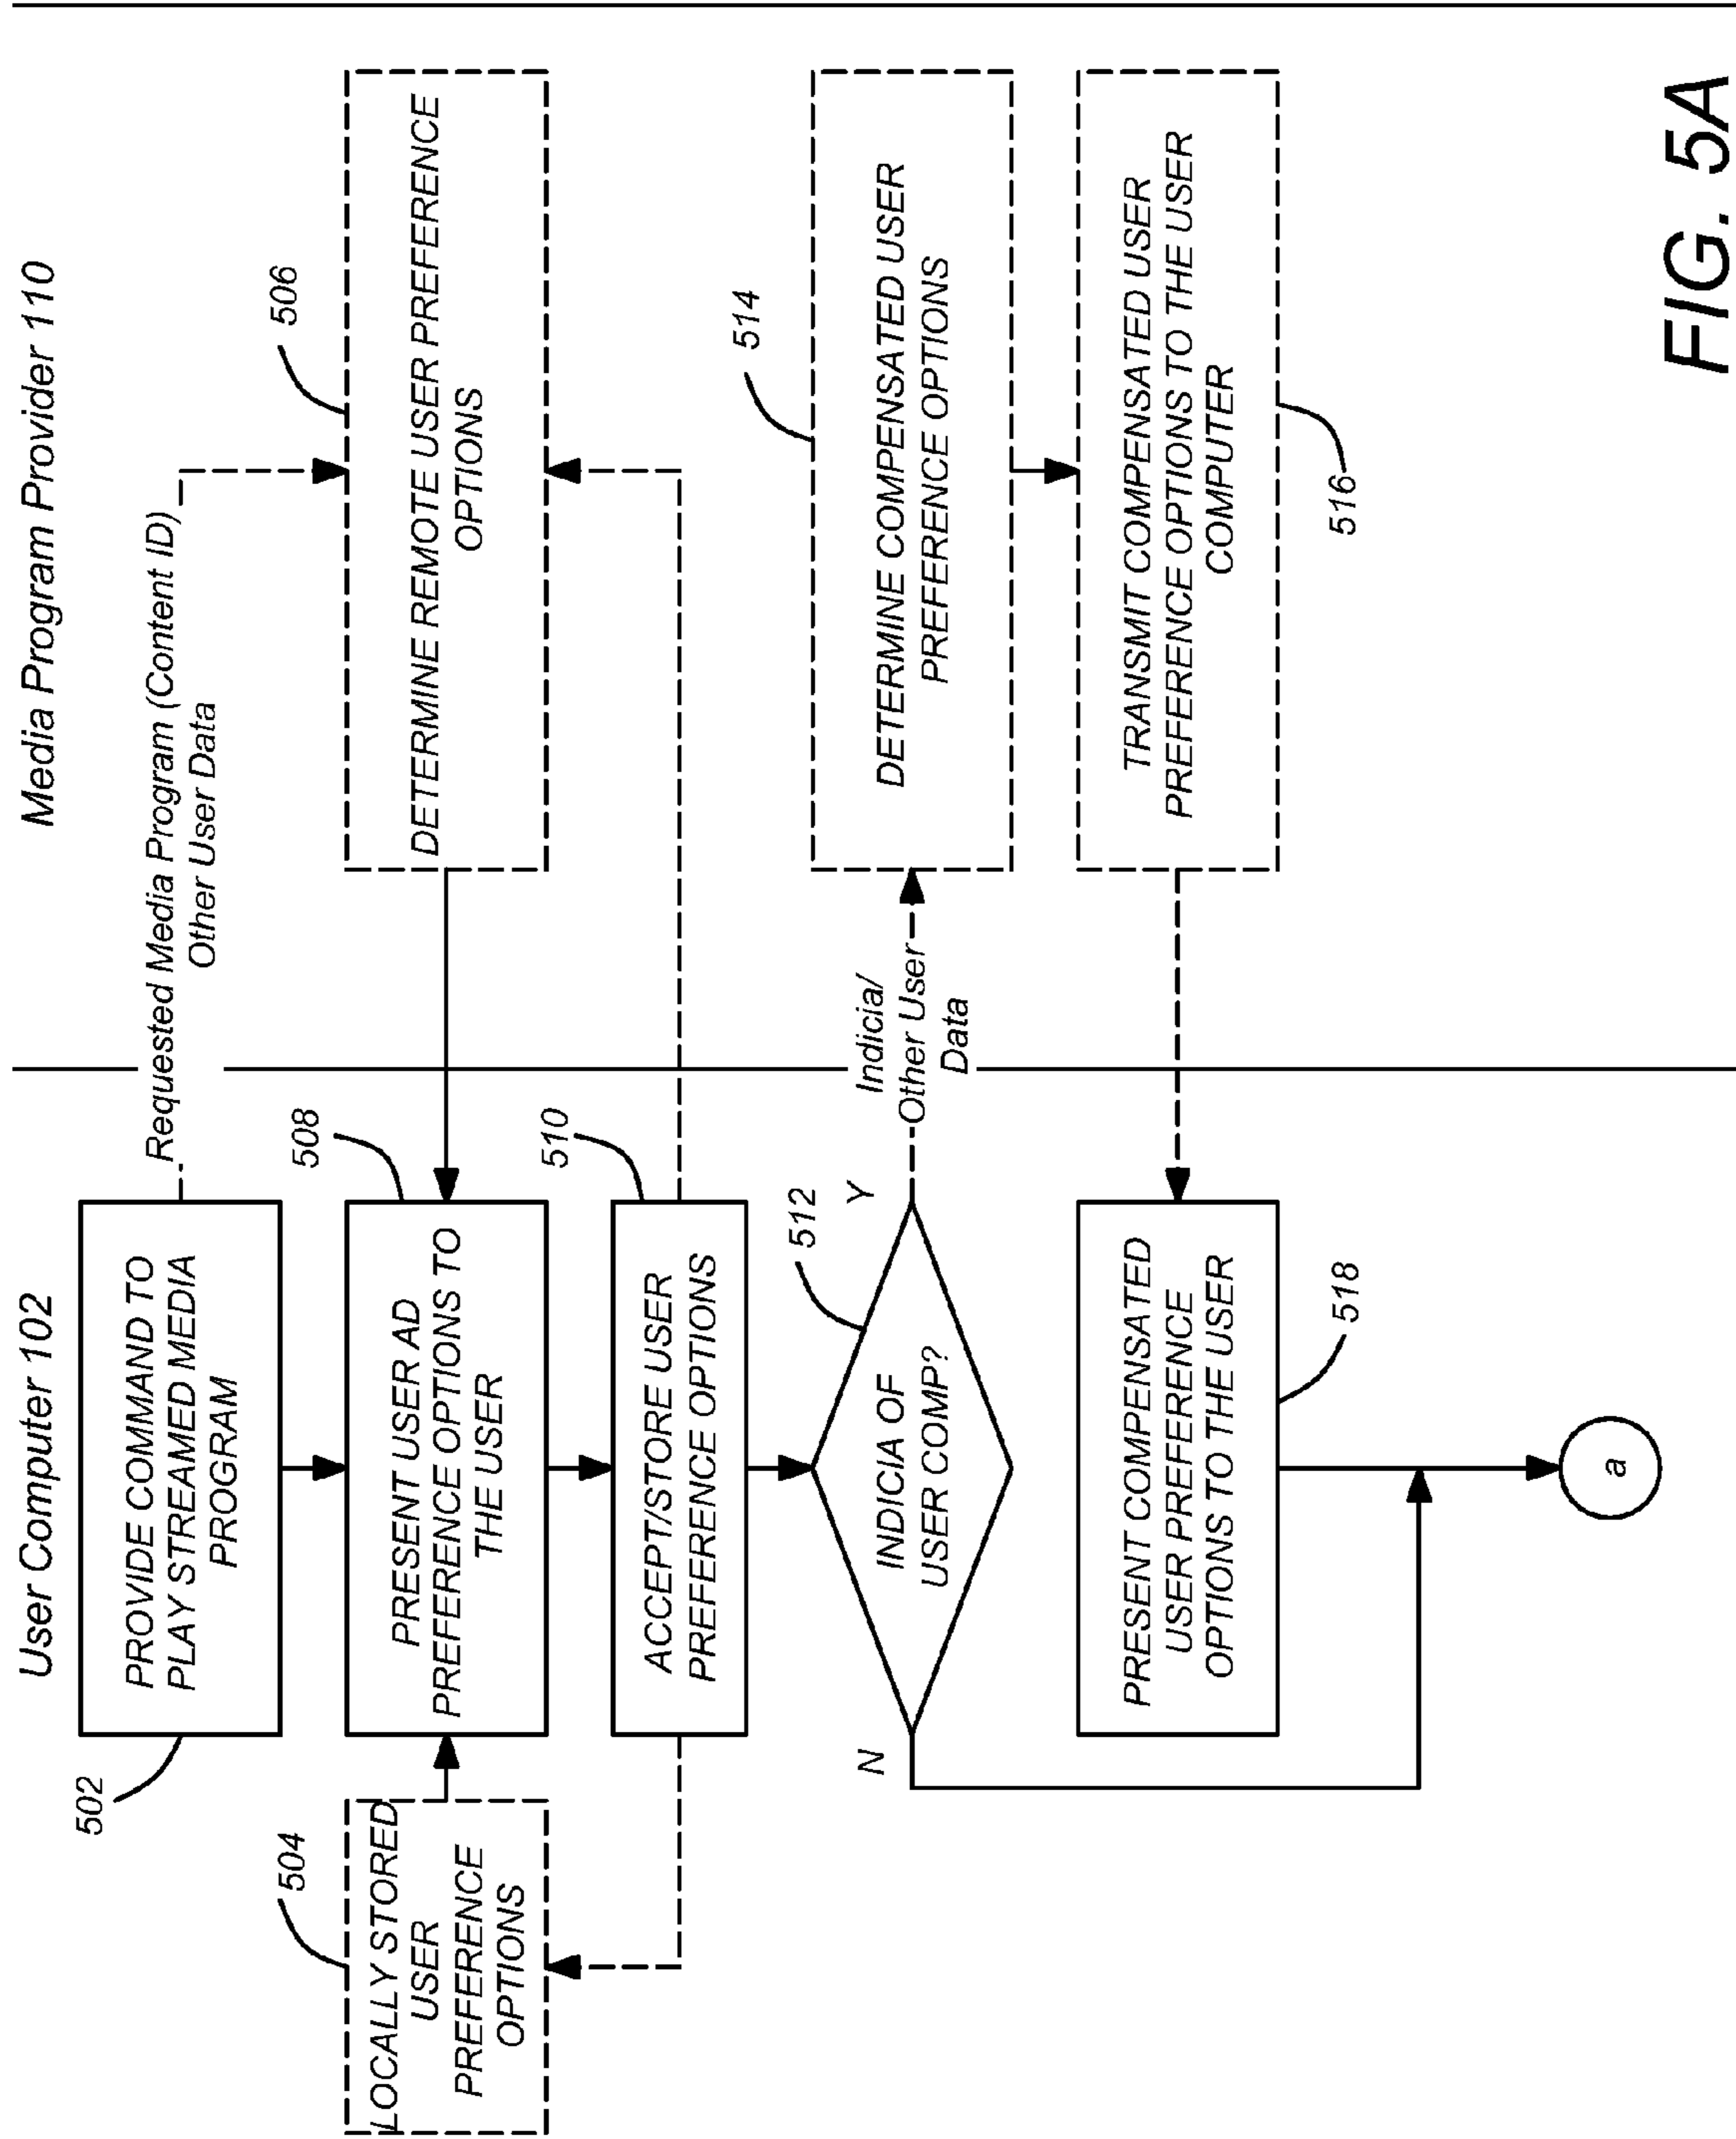 User Computer 102
Media Program Provider 110
502
PROVIDE COMMAND TO
PLAY STREAMED MEDIA
PROGRAM
Requested Media Program (Content ID)
Other User Data
504
LOCALLY STORED
USER
PREFERENCE
OPTIONS
508
PRESENT USER AD
PREFERENCE OPTIONS TO
THE USER
506
DETERMINE REMOTE USER PREFERENCE
OPTIONS
510
ACCEPT/STORE USER
PREFERENCE OPTIONS
512
N
INDICIA OF
USER COMP?
Y
Indicia/
Other User
Data
514
DETERMINE COMPENSATED USER
PREFERENCE OPTIONS
PRESENT COMPENSATED
USER PREFERENCE
OPTIONS TO THE USER
518
TRANSMIT COMPENSATED USER
PREFERENCE OPTIONS TO THE USER
COMPUTER
516
a
FIG. 5A